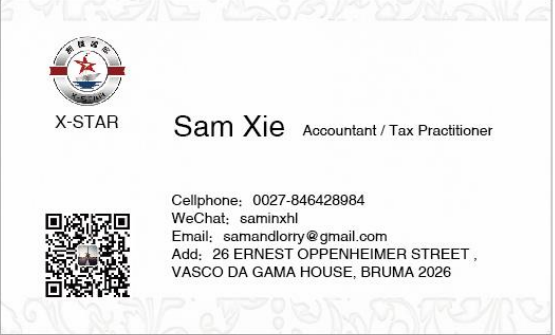 X-STAR
Sam Xie Accountant / Tax Practitioner
Cellphone：0027-846428984
WeChat：saminxhl
Email：samandlorry@gmail.com
Add：26 ERNEST OPPENHEIMER STREET ,
VASCO DA GAMA HOUSE, BRUMA 2026